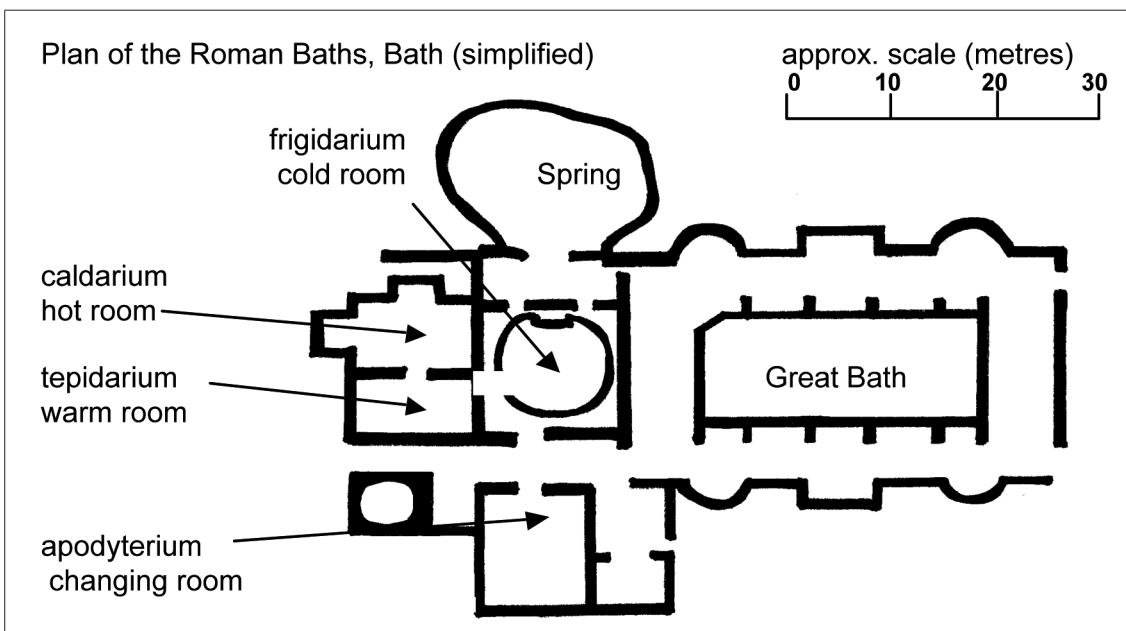 Plan of the Roman Baths, Bath (simplified)
approx. scale (metres)
0 10 20 30
frigidarium
cold room
Spring
caldarium
hot room
tepidarium
warm room
Great Bath
apodyterium
changing room